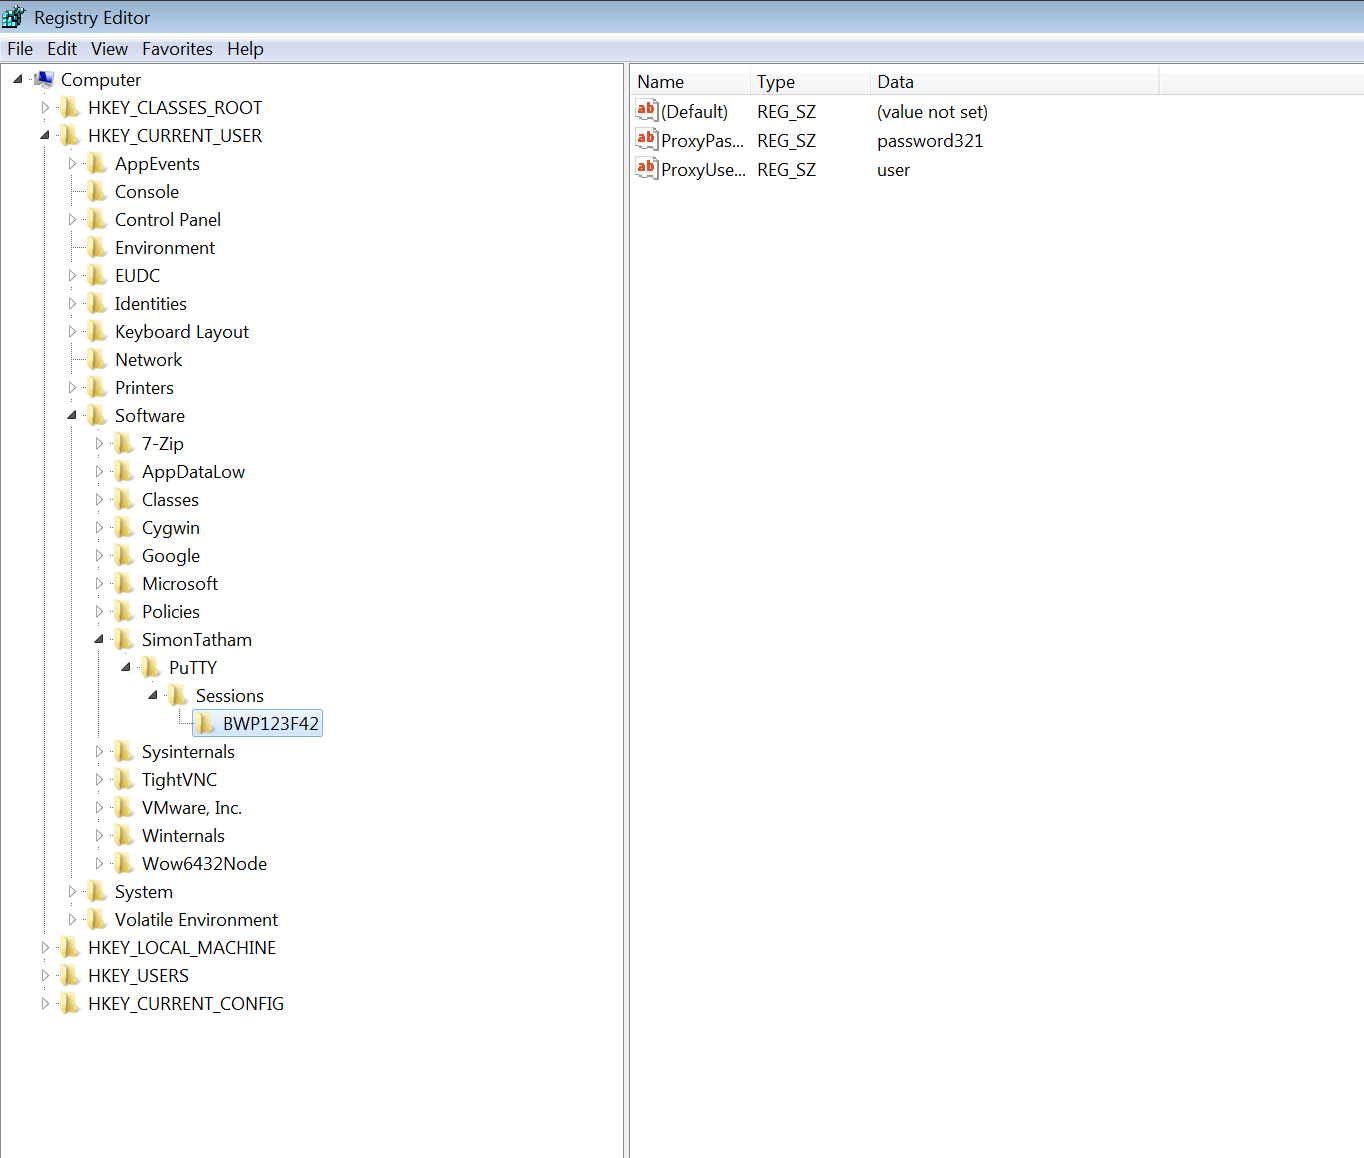 Registry Editor
File Edit View Favorites Help
Computer
HKEY_CLASSES_ROOT
HKEY_CURRENT_USER
AppEvents
Console
Control Panel
Environment
EUDC
Identities
Keyboard Layout
Network
Printers
Software
7-Zip
AppDataLow
Classes
Cygwin
Google
Microsoft
Policies
SimonTatham
PuTTY
Sessions
BWP123F42
Sysinternals
TightVNC
VMware, Inc.
Winternals
Wow6432Node
System
Volatile Environment
HKEY_LOCAL_MACHINE
HKEY_USERS
HKEY_CURRENT_CONFIG
Name Type Data
ab (Default) REG_SZ (value not set)
ab ProxyPas... REG_SZ password321
ab ProxyUse... REG_SZ user